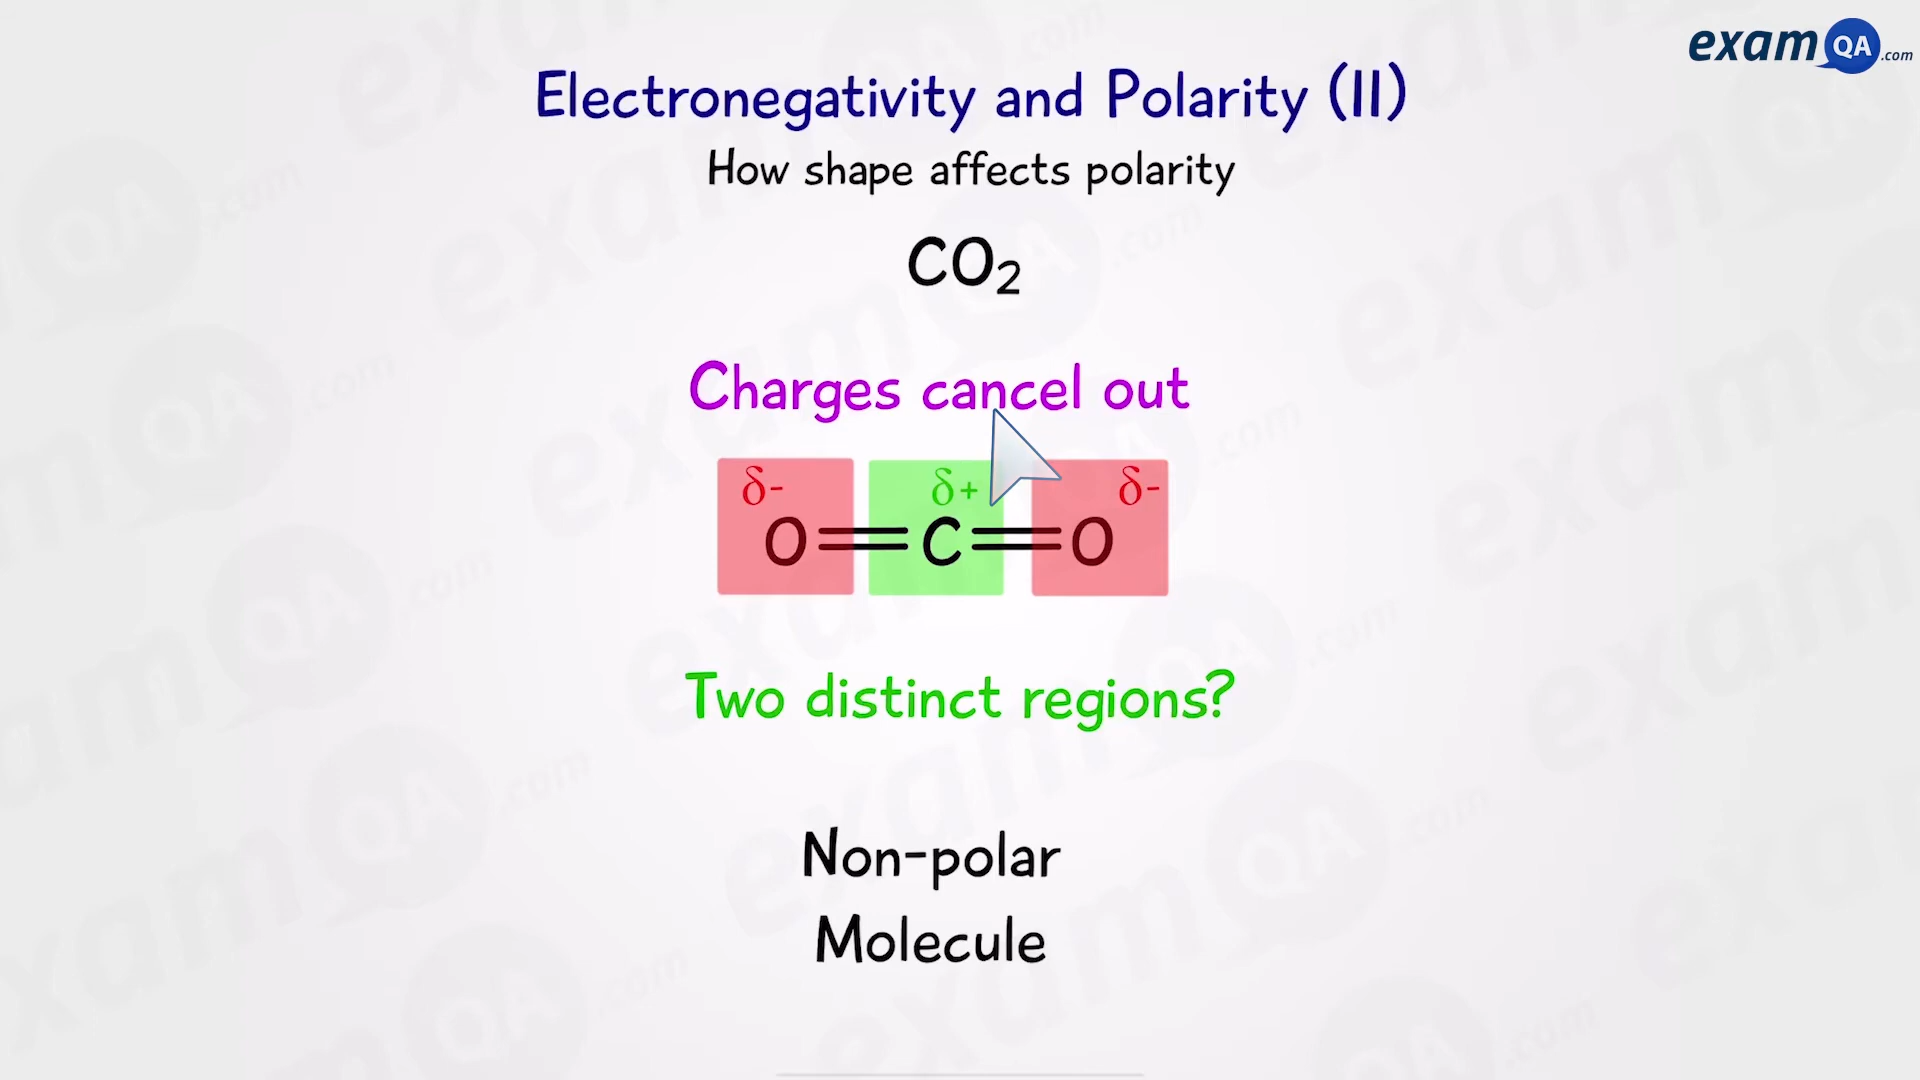 examQA.com
Electronegativity and Polarity (II)
How shape affects polarity
CO₂
Charges cancel out
δ- δ+ δ-
O=C=O
Two distinct regions?
Non-polar
Molecule